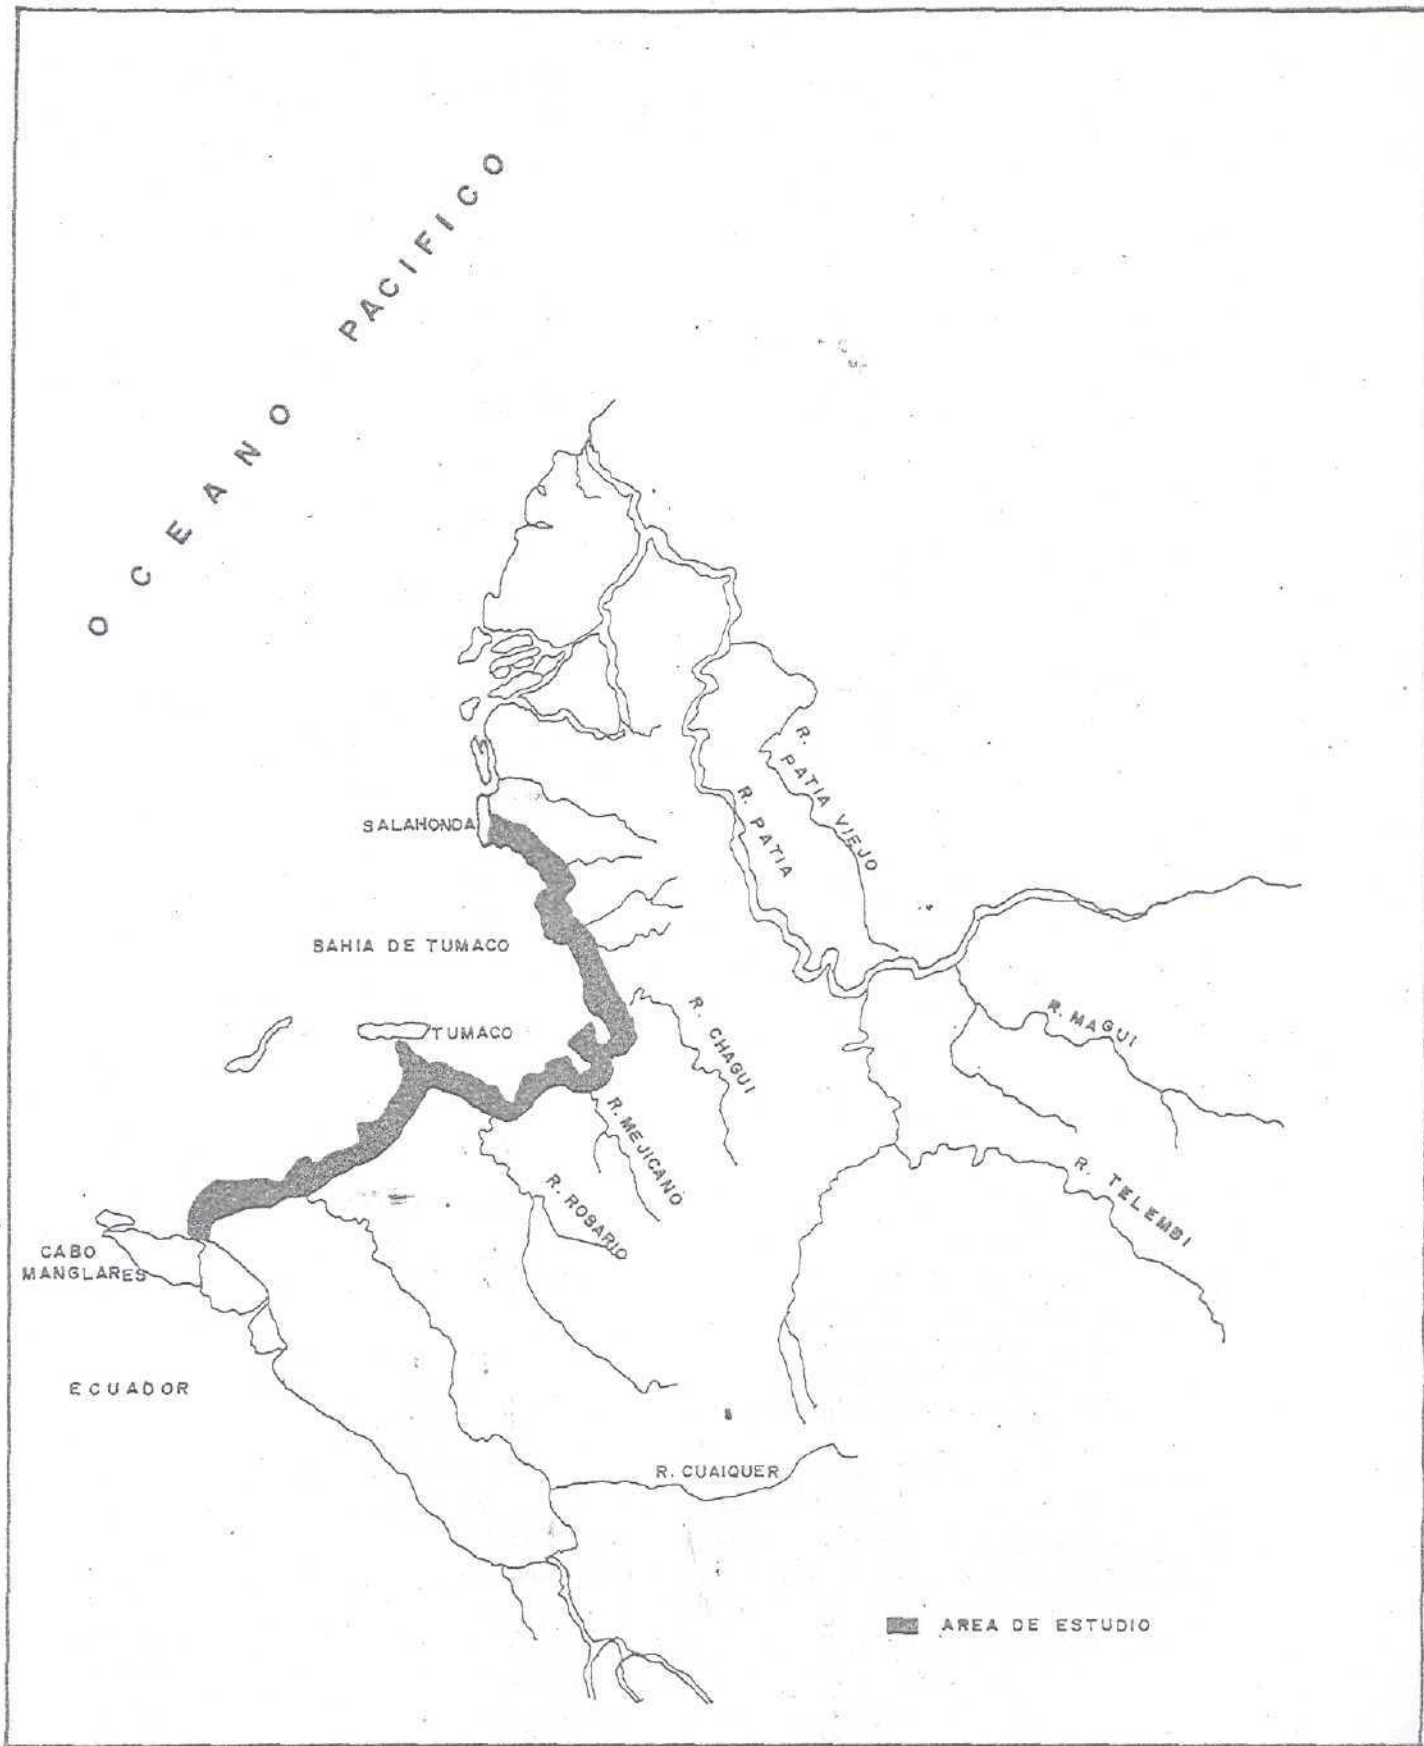 OCEANO PACIFICO
R. PATIA VIEJO
R. PATIA
SALAHONDA
BAHIA DE TUMACO
TUMACO
R. CHAGUI
R. MAGUI
R. MEJICANO
R. ROSARIO
R. TELEMBI
CABO
MANGLARES
ECUADOR
R. CUAIQUER
AREA DE ESTUDIO